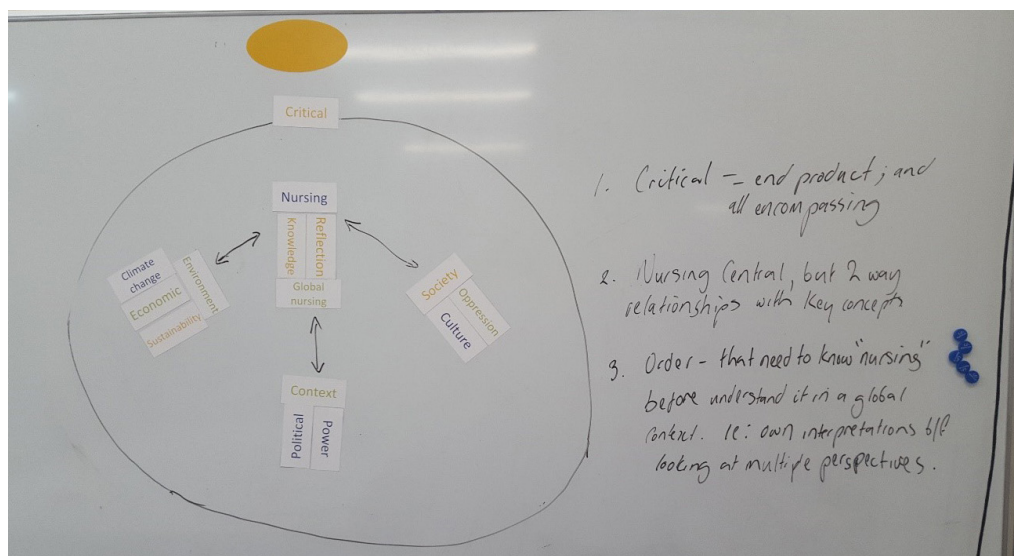 Critical
Nursing
Knowledge
Reflection
Global
nursing
Climate
change
Environment
Economic
Sustainability
Society
Oppression
Culture
Context
Political
Power
1. Critical = end product; and
all encompassing
2. Nursing Central, but 2 way
relationships with key concepts
3. Order - that need to know "nursing"
before understand it in a global
context. ie: own interpretations b/f
looking at multiple perspectives.